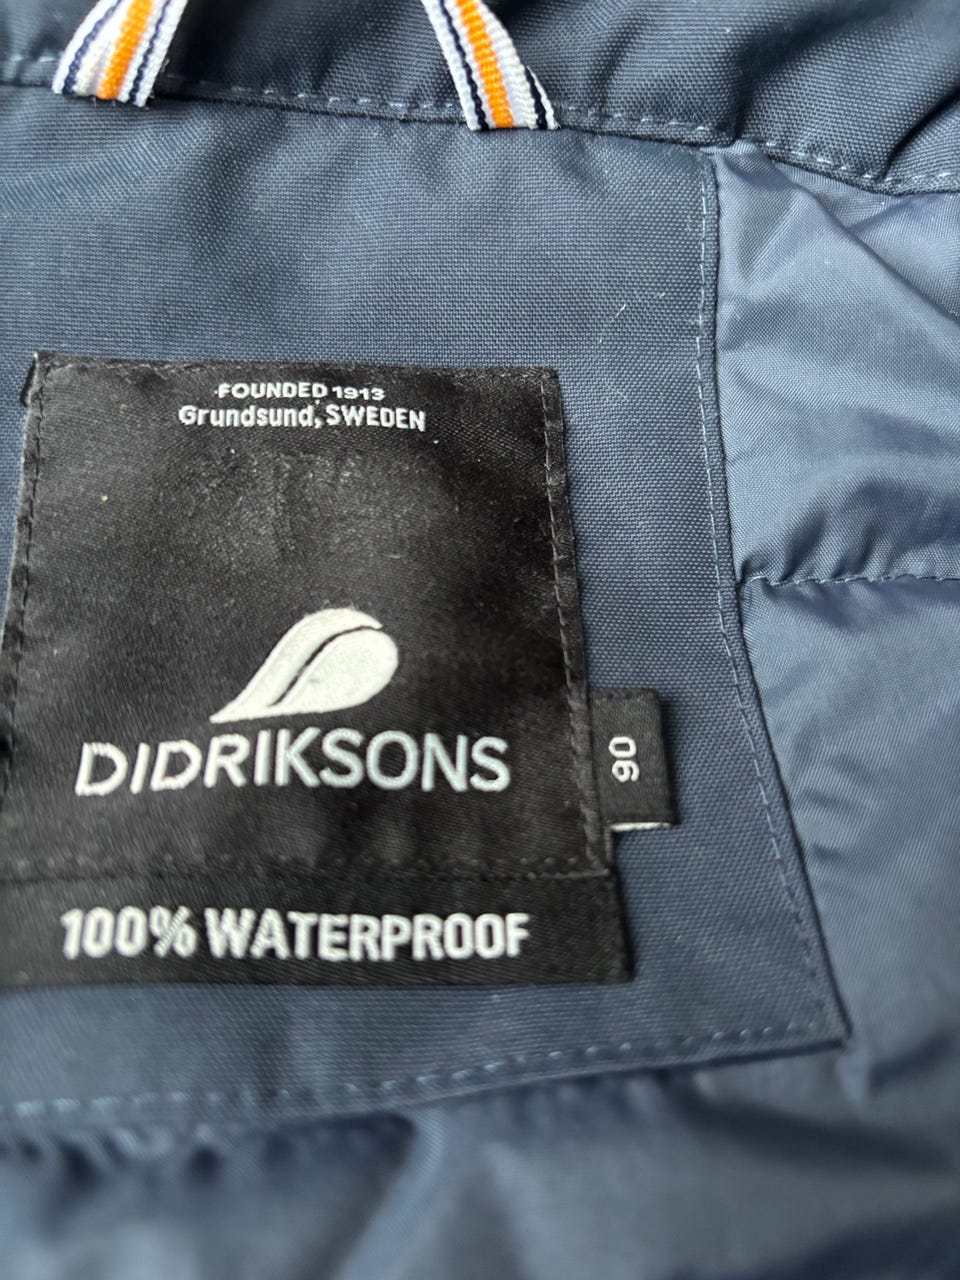 FOUNDED 1913
Grundsund, SWEDEN
DIDRIKSONS
90
100% WATERPROOF